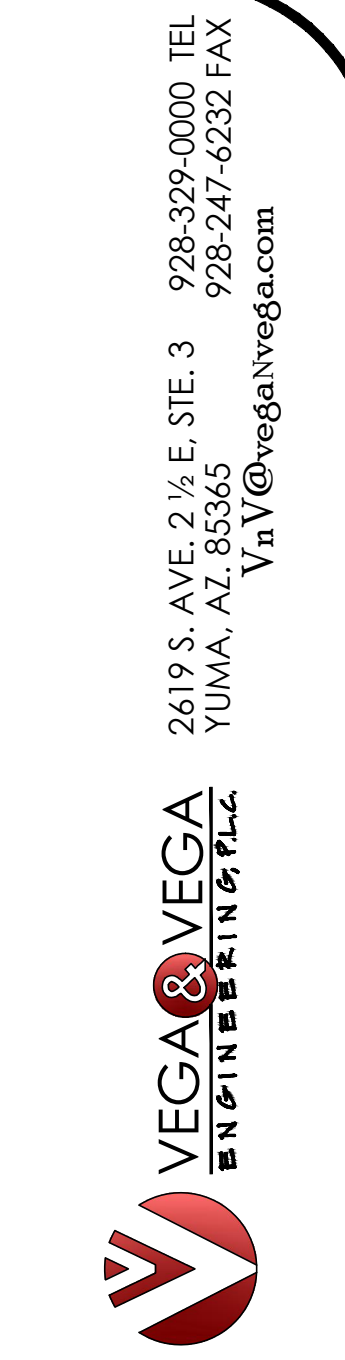 VEGA & VEGA
ENGINEERING, P.L.C.
2619 S. AVE. 2 ½ E, STE. 3 928-329-0000 TEL
YUMA, AZ. 85365 928-247-6232 FAX
VnV@vegaNvega.com